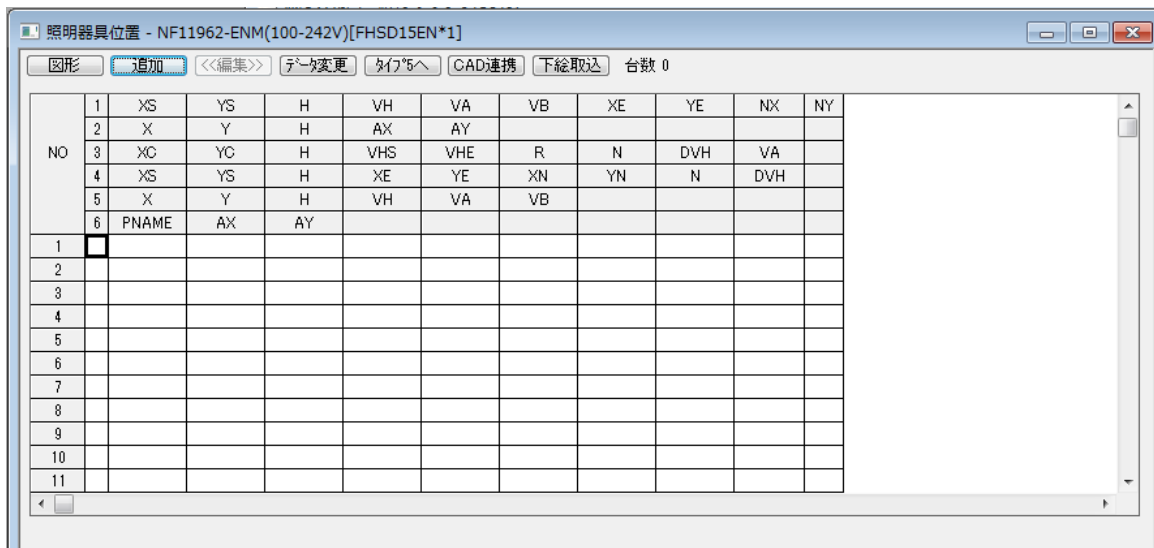 照明器具位置 - NF11962-ENM(100-242V)[FHSD15EN*1]
図形 追加 <<編集>> データ変更 タイプ5へ CAD連携 下絵取込 台数 0
1 XS YS H VH VA VB XE YE NX NY
2 X Y H AX AY
NO 3 XC YC H VHS VHE R N DVH VA
4 XS YS H XE YE XN YN N DVH
5 X Y H VH VA VB
6 PNAME AX AY
1
2
3
4
5
6
7
8
9
10
11